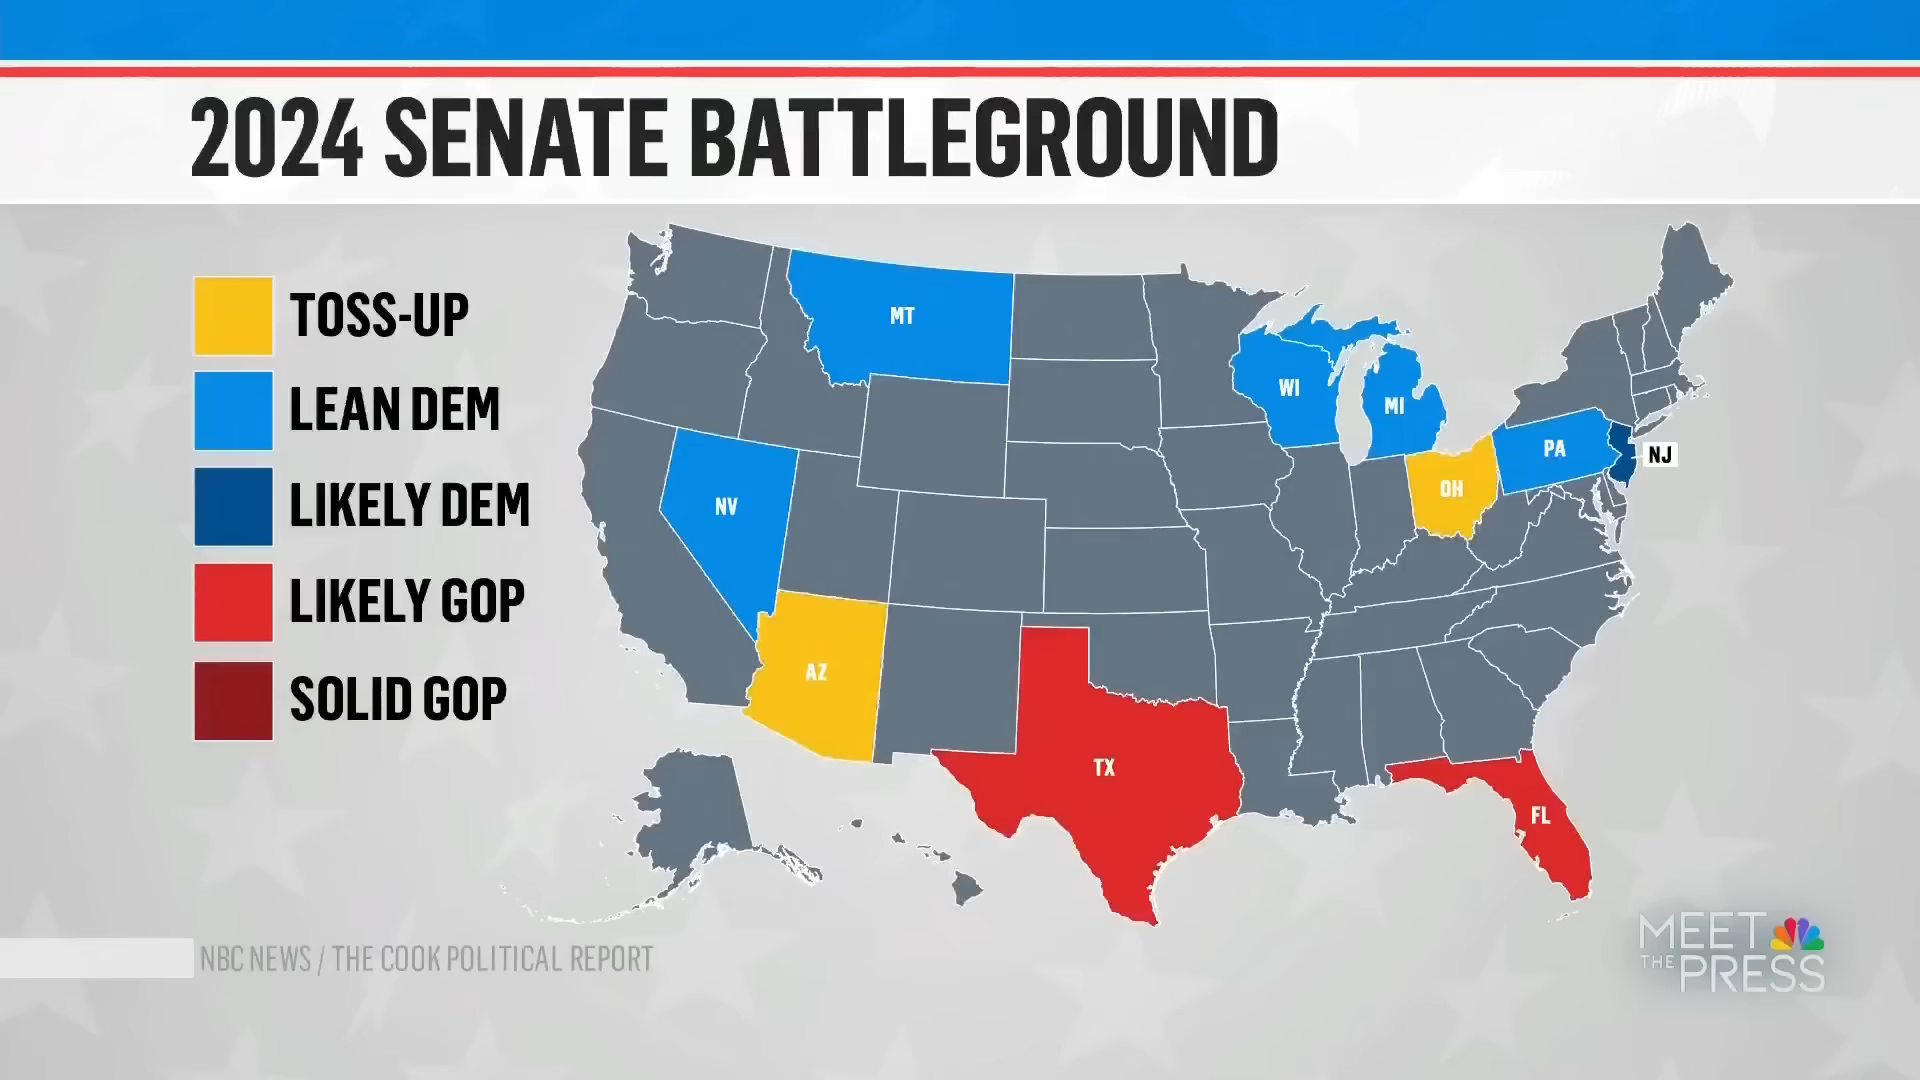 2024 SENATE BATTLEGROUND
TOSS-UP
LEAN DEM
LIKELY DEM
LIKELY GOP
SOLID GOP
MT
WI
MI
PA
NJ
OH
NV
AZ
TX
FL
NBC NEWS / THE COOK POLITICAL REPORT
MEET
THE PRESS